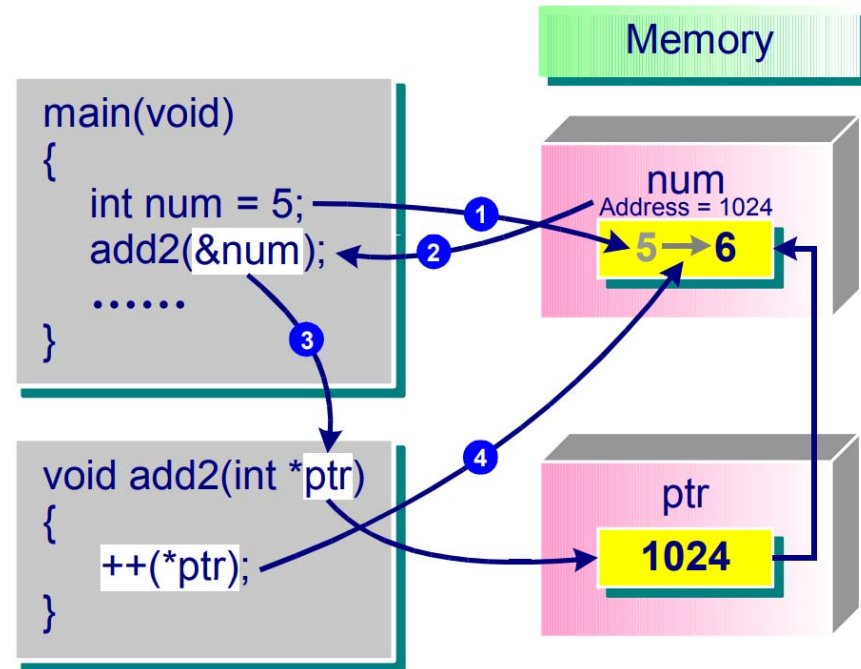 Memory
main(void)
{
int num = 5;
add2(&num);
......
}
1
2
3
num
Address = 1024
5 6
void add2(int *ptr)
{
++(*ptr);
}
4
ptr
1024